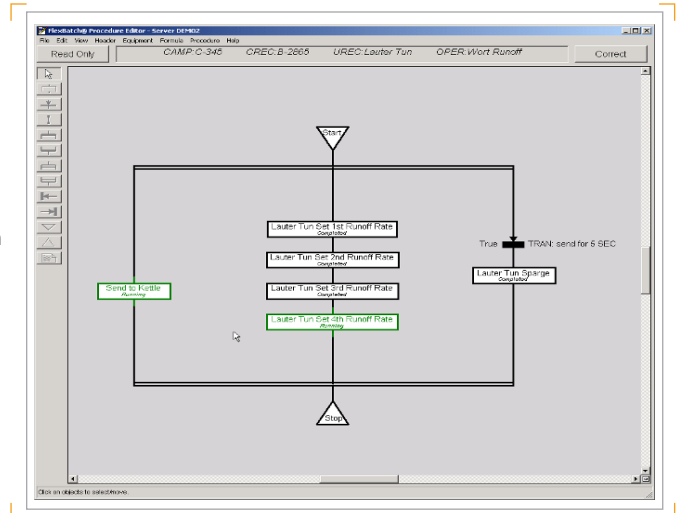 FlexBatch® Procedure Editor - Server DEMO2
File Edit View Header Equipment Formula Procedure Help
Read Only
CAMP:C-345 CREC:B-2865 UREC:Lauter Tun OPER:Wort Runoff
Correct
Start
Lauter Tun Set 1st Runoff Rate
Completed
True TRAN: send for 5 SEC
Lauter Tun Set 2nd Runoff Rate
Completed
Lauter Tun Sparge
Completed
Send to Kettle
Running
Lauter Tun Set 3rd Runoff Rate
Completed
Lauter Tun Set 4th Runoff Rate
Running
Stop
Click on objects to select/move.